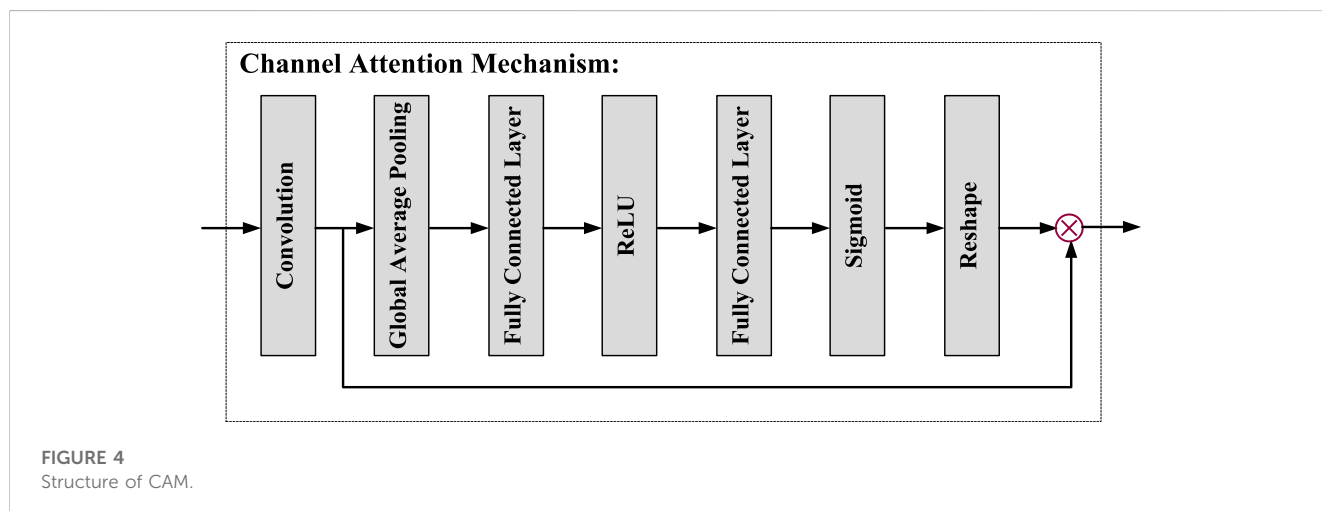 Channel Attention Mechanism:
Convolution
Global Average Pooling
Fully Connected Layer
ReLU
Fully Connected Layer
Sigmoid
Reshape
FIGURE 4
Structure of CAM.